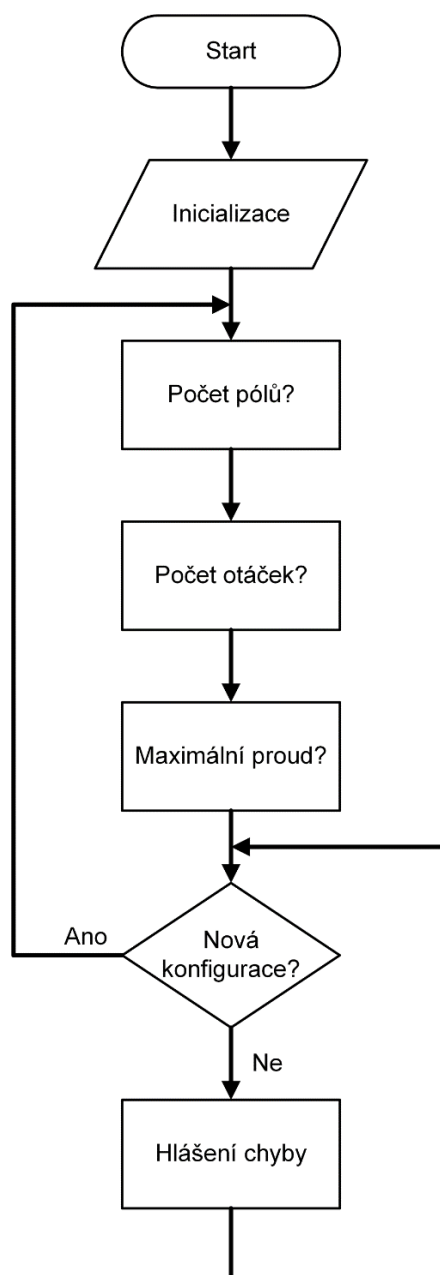 Start
Inicializace
Počet pólů?
Počet otáček?
Maximální proud?
Ano
Nová
konfigurace?
Ne
Hlášení chyby